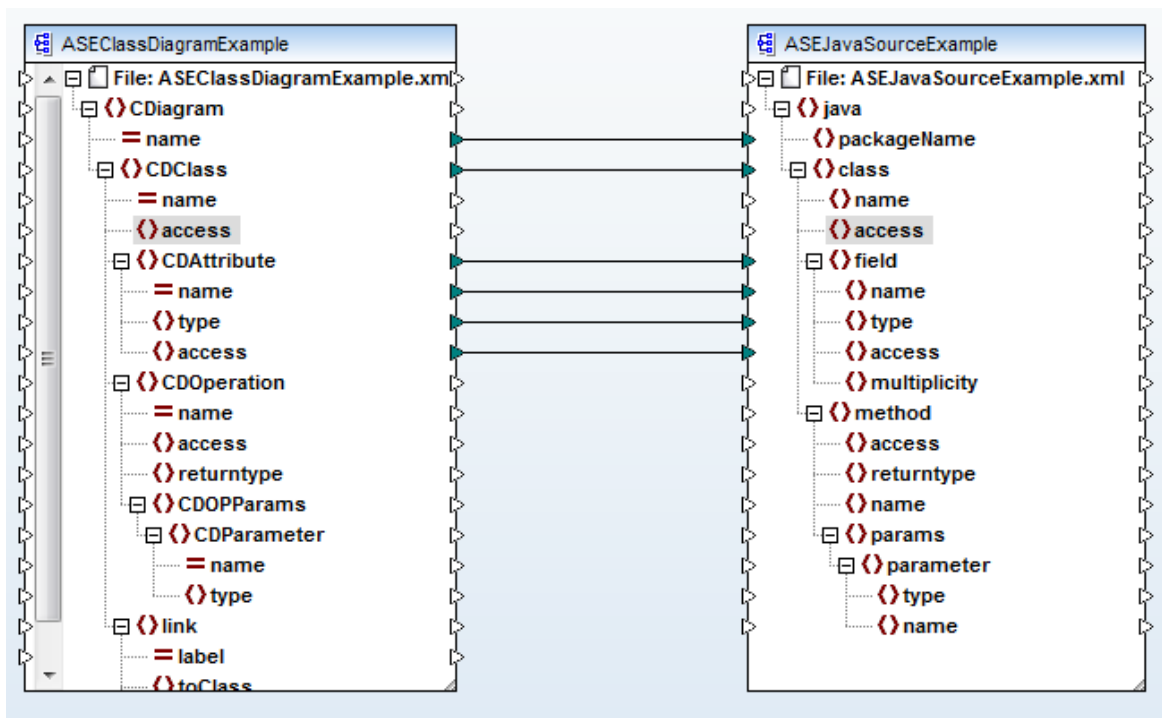 ASEClassDiagramExample
File: ASEClassDiagramExample.xml
CDiagram
name
CDClass
name
access
CDAttribute
name
type
access
CDOperation
name
access
returntype
CDOPParams
CDParameter
name
type
link
label
toClass
ASEJavaSourceExample
File: ASEJavaSourceExample.xml
java
packageName
class
name
access
field
name
type
access
multiplicity
method
access
returntype
name
params
parameter
type
name